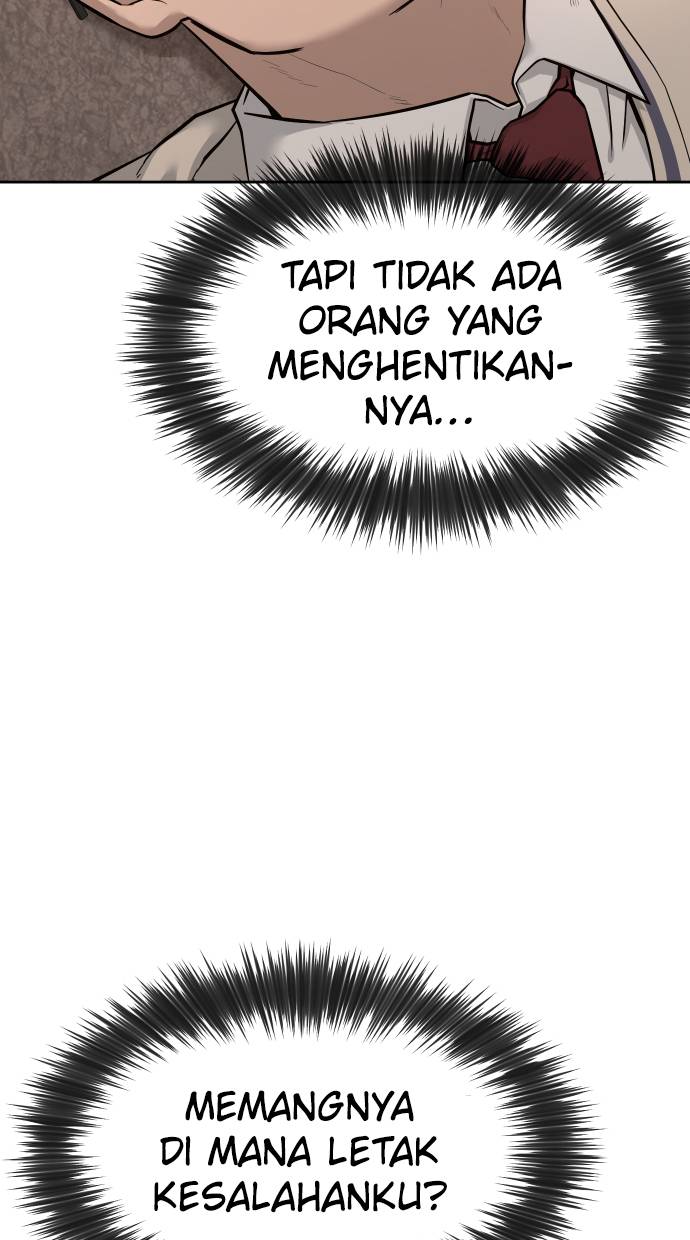 TAPI TIDAK ADA
ORANG YANG
MENGHENTIKAN-
NYA...
MEMANGNYA
DI MANA LETAK
KESALAHANKU?